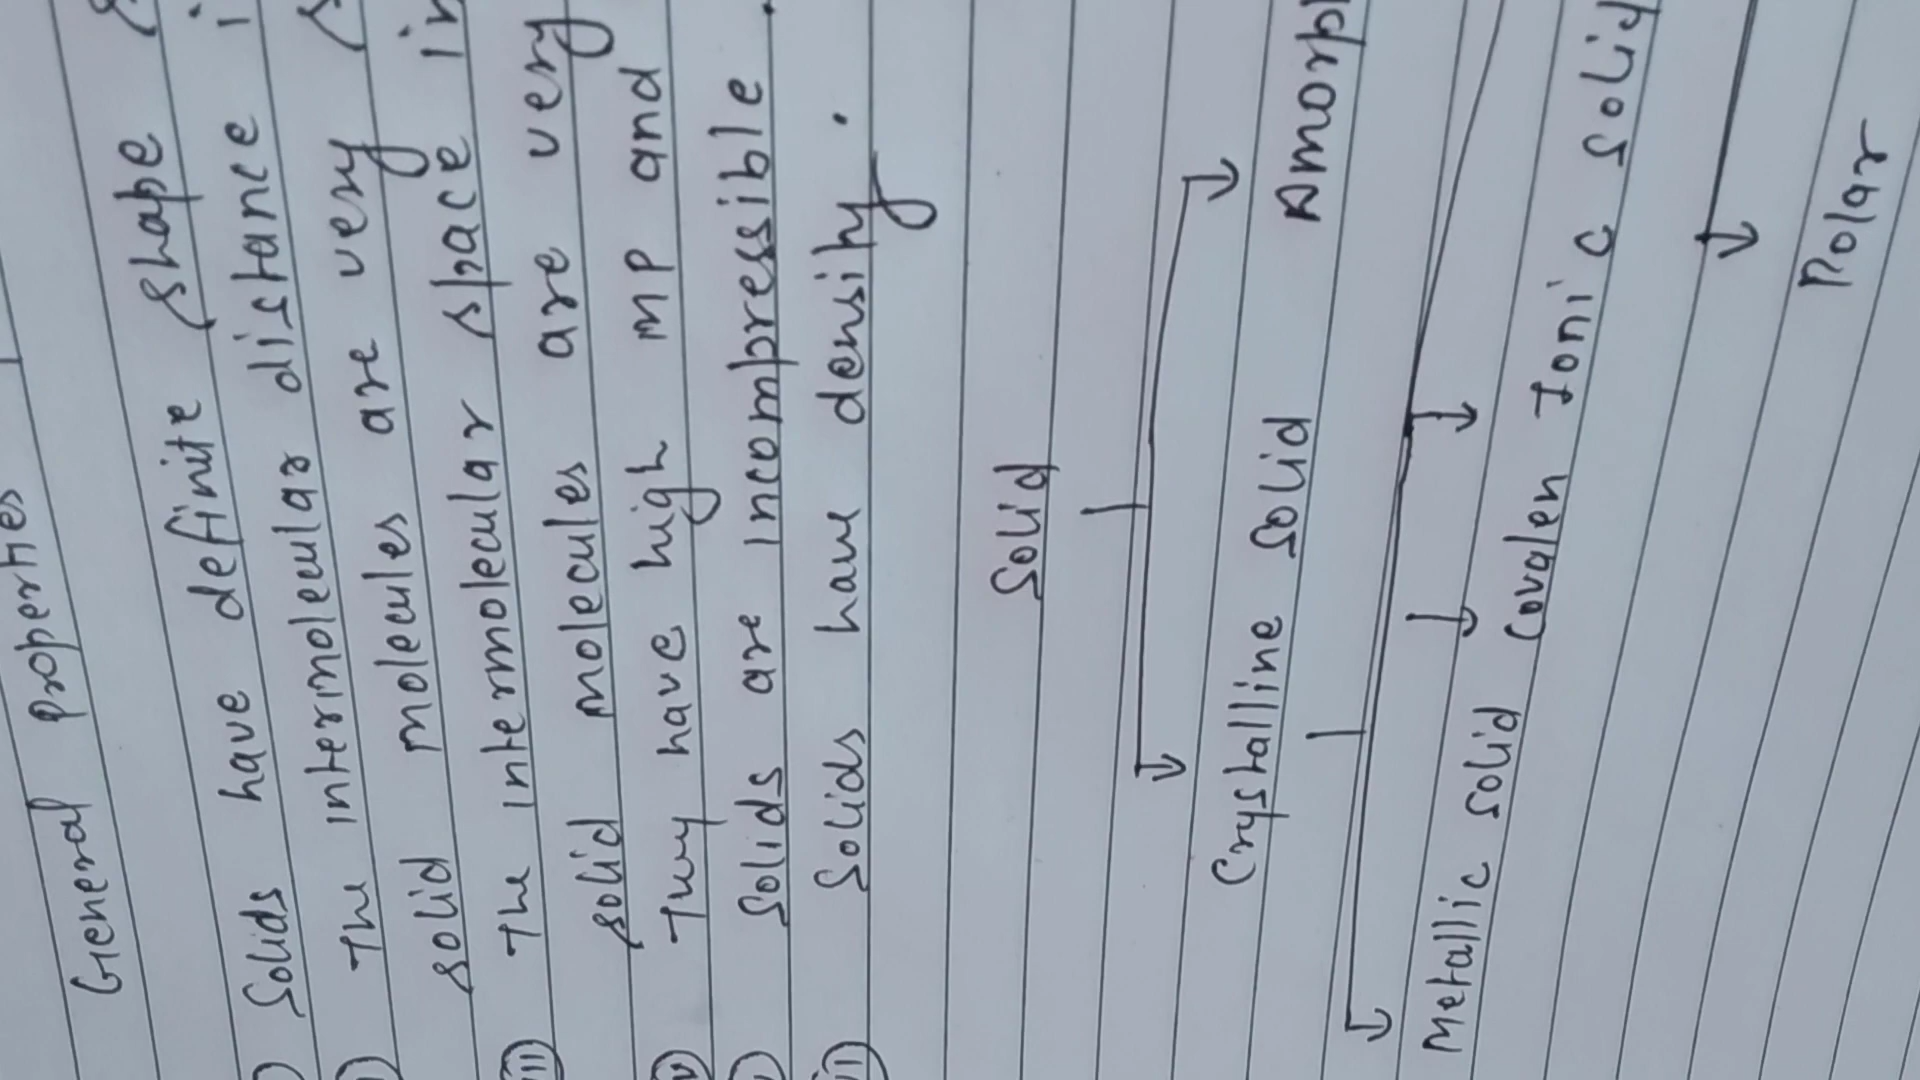 General properties
Solids have definite shape
The intermolecular distance i
solid molecules are very
The intermolecular space in
solid molecules are very
iv) They have high MP and
Solids are incompressible.
Solids have density.
Solid
Crystalline Solid Amorp
Metallic Solid Covalen Ionic Solid
Polar